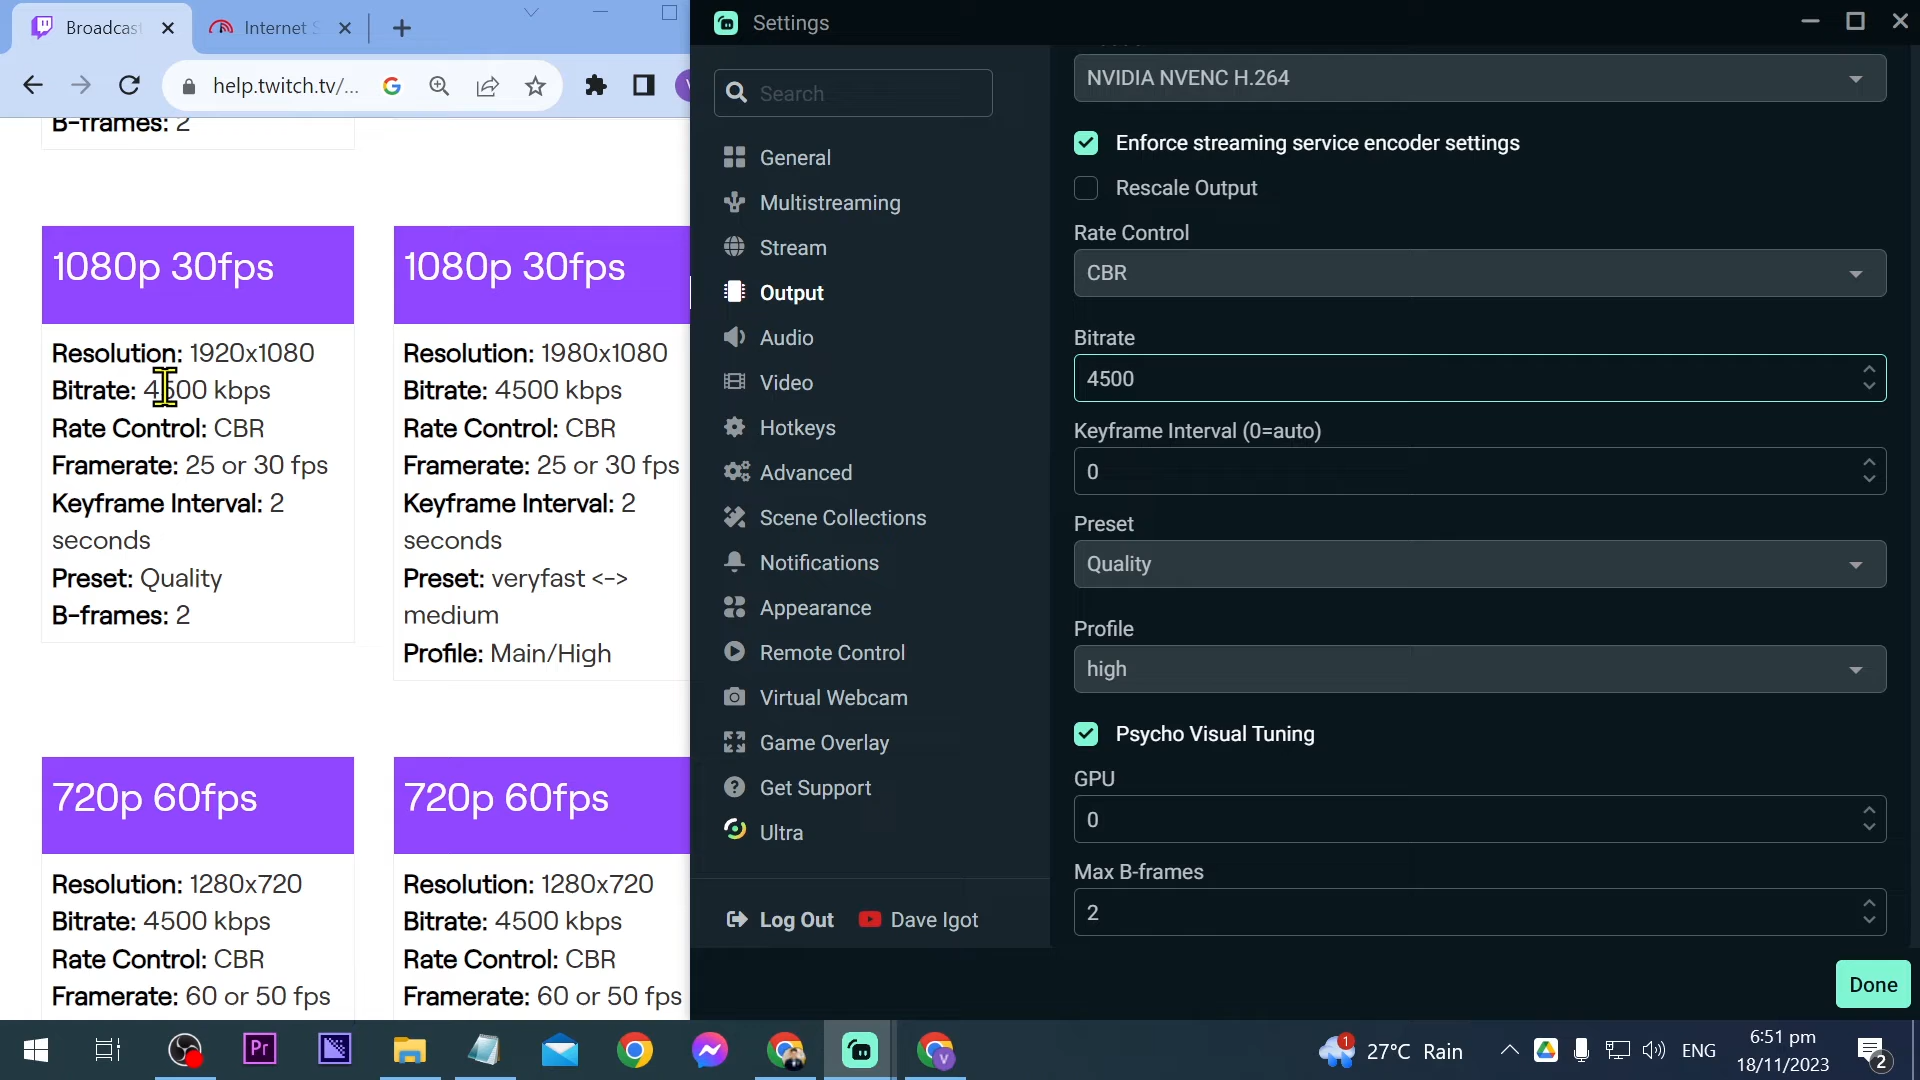 Broadcas
Internet S
help.twitch.tv/...
B-frames: 2
1080p 30fps
Resolution: 1920x1080
Bitrate: 4500 kbps
Rate Control: CBR
Framerate: 25 or 30 fps
Keyframe Interval: 2
seconds
Preset: Quality
B-frames: 2
1080p 30fps
Resolution: 1980x1080
Bitrate: 4500 kbps
Rate Control: CBR
Framerate: 25 or 30 fps
Keyframe Interval: 2
seconds
Preset: veryfast <->
medium
Profile: Main/High
720p 60fps
Resolution: 1280x720
Bitrate: 4500 kbps
Rate Control: CBR
Framerate: 60 or 50 fps
720p 60fps
Resolution: 1280x720
Bitrate: 4500 kbps
Rate Control: CBR
Framerate: 60 or 50 fps
Settings
Search
General
Multistreaming
Stream
Output
Audio
Video
Hotkeys
Advanced
Scene Collections
Notifications
Appearance
Remote Control
Virtual Webcam
Game Overlay
Get Support
Ultra
Log Out
Dave Igot
NVIDIA NVENC H.264
Enforce streaming service encoder settings
Rescale Output
Rate Control
CBR
Bitrate
4500
Keyframe Interval (0=auto)
0
Preset
Quality
Profile
high
Psycho Visual Tuning
GPU
0
Max B-frames
2
Done
Pr
V
1
27°C Rain
ENG
6:51 pm
18/11/2023
2